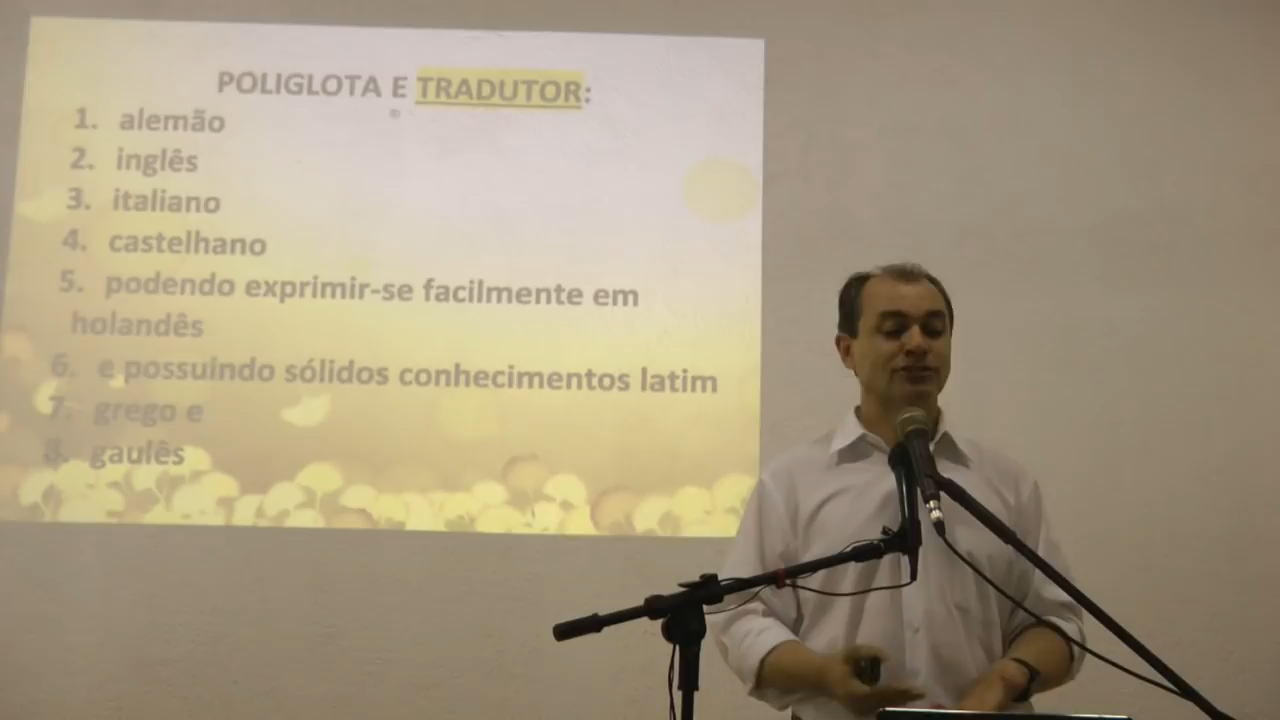 POLIGLOTA E TRADUTOR:
1. alemão
2. inglês
3. italiano
4. castelhano
5. podendo exprimir-se facilmente em
holandês
6. e possuindo sólidos conhecimentos latim
7. grego e
8. gaulês